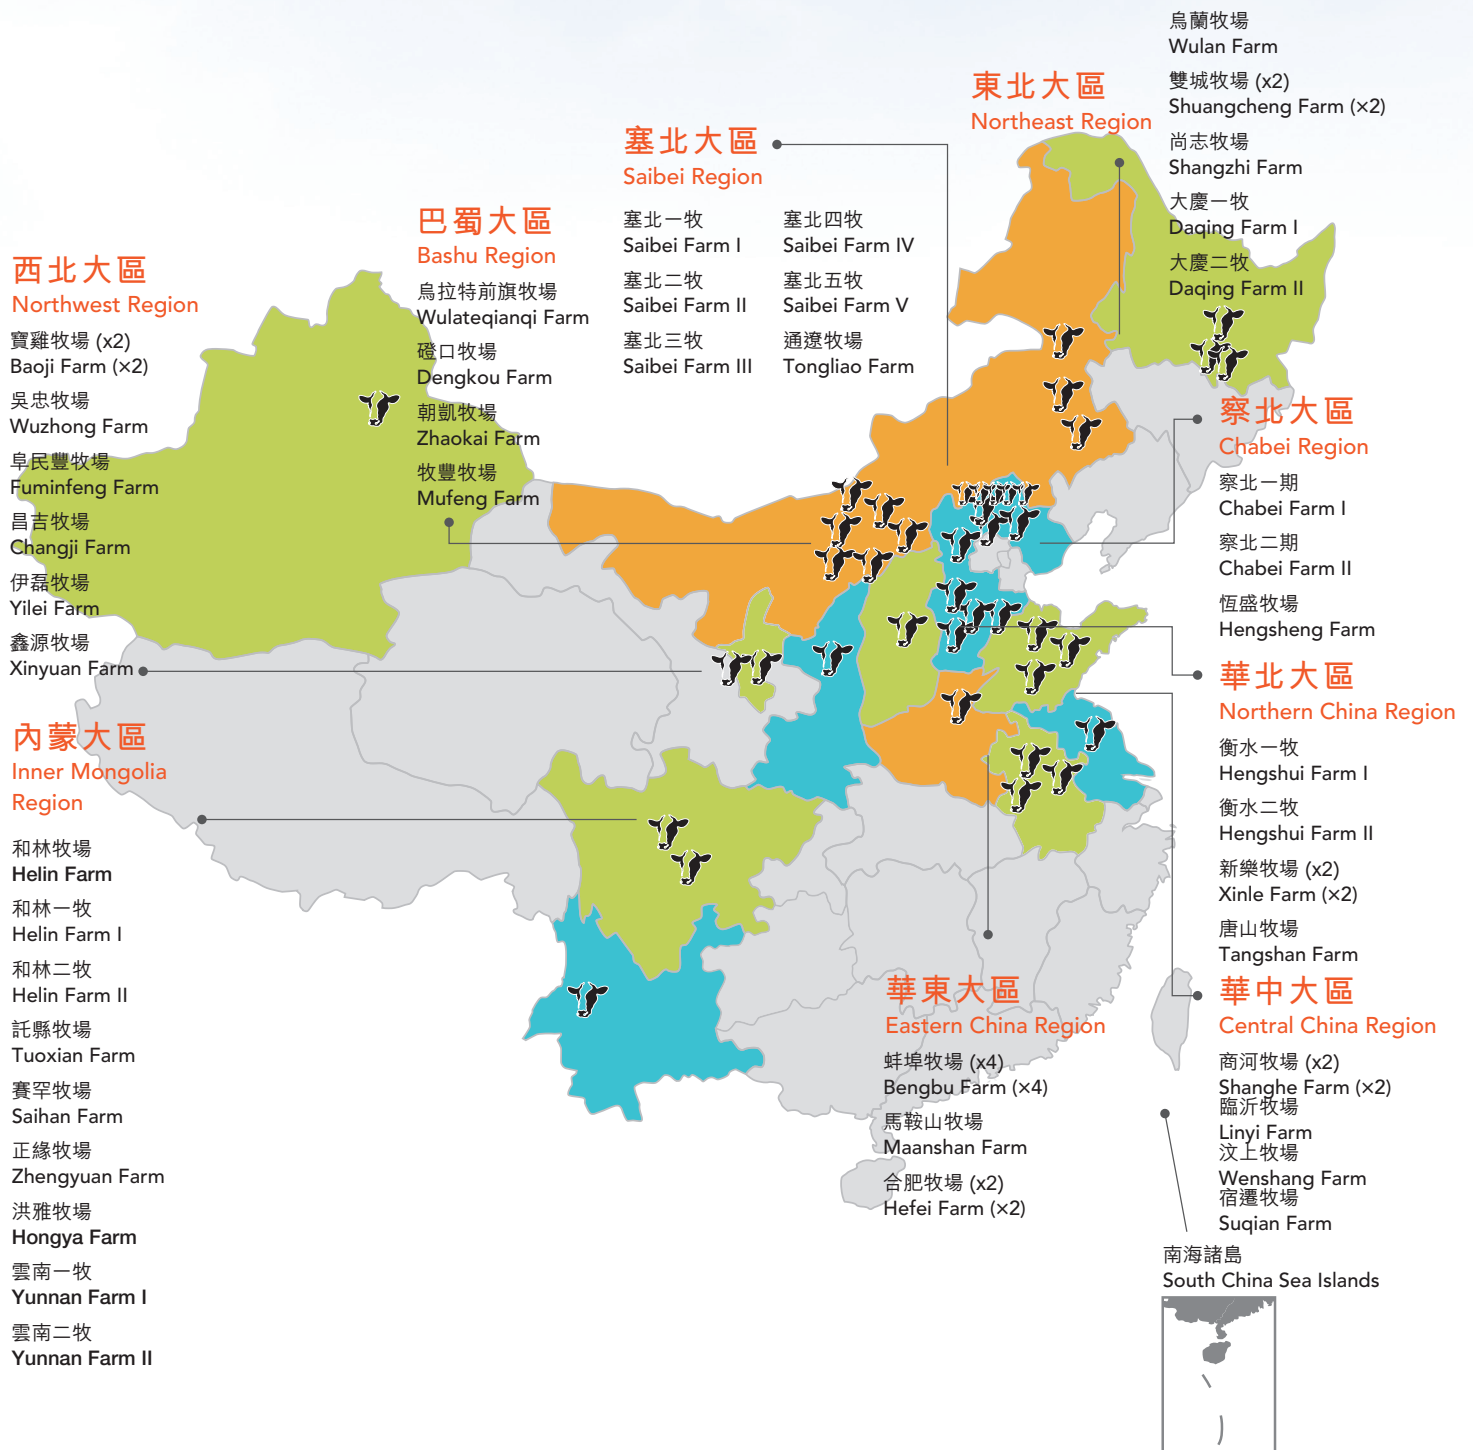 西北大區
Northwest Region
寶雞牧場 (x2)
Baoji Farm (×2)
吳忠牧場
Wuzhong Farm
阜民豐牧場
Fuminfeng Farm
昌吉牧場
Changji Farm
伊磊牧場
Yilei Farm
鑫源牧場
Xinyuan Farm
內蒙大區
Inner Mongolia
Region
和林牧場
Helin Farm
和林一牧
Helin Farm I
和林二牧
Helin Farm II
託縣牧場
Tuoxian Farm
賽罕牧場
Saihan Farm
正緣牧場
Zhengyuan Farm
洪雅牧場
Hongya Farm
雲南一牧
Yunnan Farm I
雲南二牧
Yunnan Farm II
巴蜀大區
Bashu Region
烏拉特前旗牧場
Wulateqianqi Farm
磴口牧場
Dengkou Farm
朝凱牧場
Zhaokai Farm
牧豐牧場
Mufeng Farm
塞北大區
Saibei Region
塞北一牧
Saibei Farm I
塞北二牧
Saibei Farm II
塞北三牧
Saibei Farm III
塞北四牧
Saibei Farm IV
塞北五牧
Saibei Farm V
通遼牧場
Tongliao Farm
東北大區
Northeast Region
烏蘭牧場
Wulan Farm
雙城牧場 (x2)
Shuangcheng Farm (×2)
尚志牧場
Shangzhi Farm
大慶一牧
Daqing Farm I
大慶二牧
Daqing Farm II
察北大區
Chabei Region
察北一期
Chabei Farm I
察北二期
Chabei Farm II
恆盛牧場
Hengsheng Farm
華北大區
Northern China Region
衡水一牧
Hengshui Farm I
衡水二牧
Hengshui Farm II
新樂牧場 (x2)
Xinle Farm (×2)
唐山牧場
Tangshan Farm
華東大區
Eastern China Region
蚌埠牧場 (x4)
Bengbu Farm (×4)
馬鞍山牧場
Maanshan Farm
合肥牧場 (x2)
Hefei Farm (×2)
華中大區
Central China Region
商河牧場 (x2)
Shanghe Farm (×2)
臨沂牧場
Linyi Farm
汶上牧場
Wenshang Farm
宿遷牧場
Suqian Farm
南海諸島
South China Sea Islands